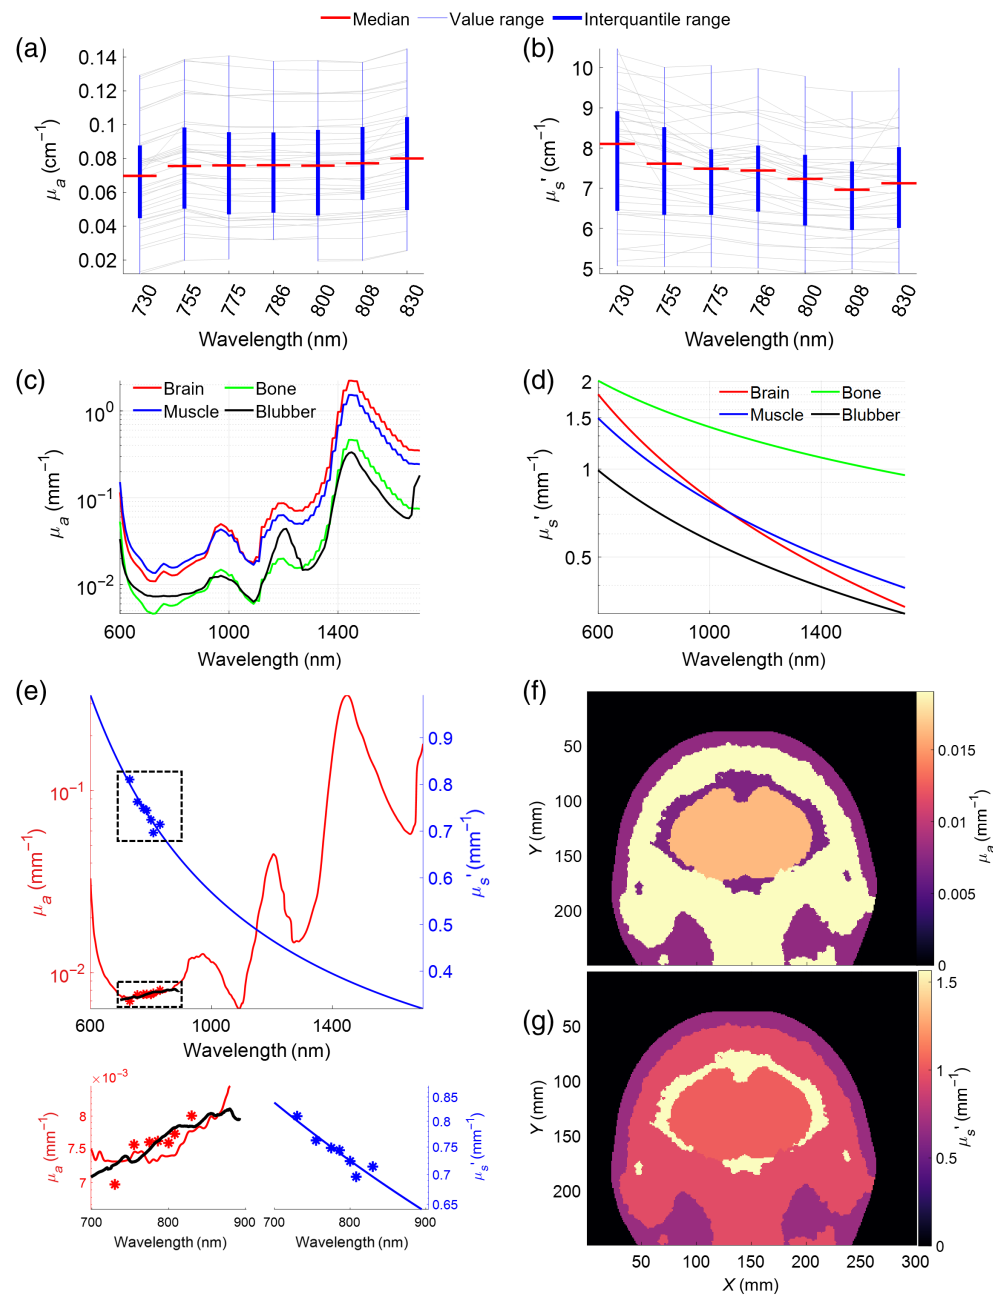 Median Value range Interquantile range
(a)
0.14
0.12
0.1
0.08
0.06
0.04
0.02
μa (cm−1)
730 755 775 786 800 808 830
Wavelength (nm)
(b)
10
9
8
7
6
5
μs' (cm−1)
730 755 775 786 800 808 830
Wavelength (nm)
(c)
Brain Bone
Muscle Blubber
10^0
10^−1
10^−2
μa (mm−1)
600 1000 1400
Wavelength (nm)
(d)
Brain Bone
Muscle Blubber
2
1.5
1
0.5
μs' (mm−1)
600 1000 1400
Wavelength (nm)
(e)
10^−1
10^−2
μa (mm−1)
0.9
0.8
0.7
0.6
0.5
0.4
μs' (mm−1)
600 1000 1400
Wavelength (nm)
×10^−3
8
7.5
7
μa (mm−1)
700 800 900
Wavelength (nm)
0.85
0.8
0.75
0.7
0.65
μs' (mm−1)
700 800 900
Wavelength (nm)
(f)
50
100
150
200
Y (mm)
0.015
0.01
0.005
0
μa (mm−1)
(g)
50
100
150
200
Y (mm)
1.5
1
0.5
0
μs' (mm−1)
50 100 150 200 250 300
X (mm)